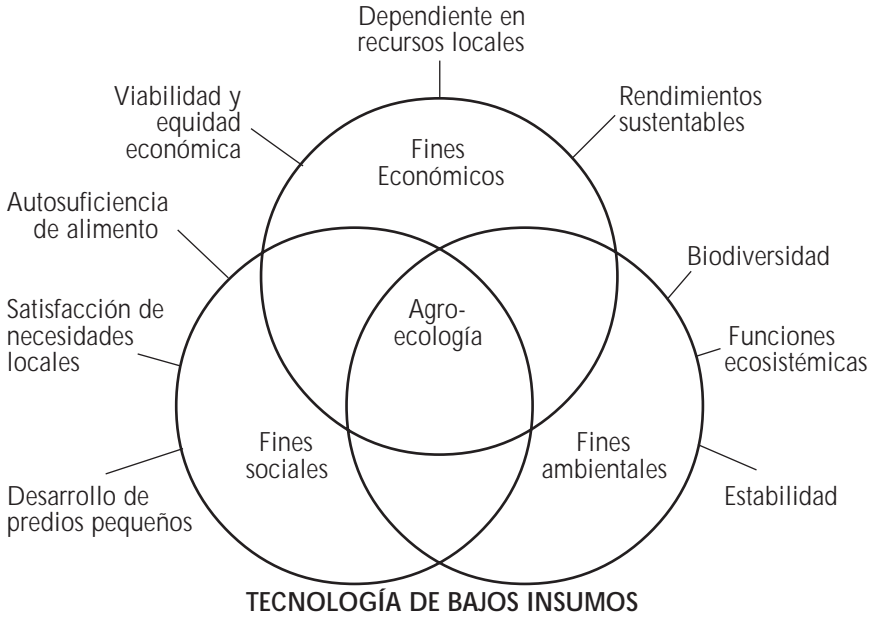 Dependiente en
recursos locales
Viabilidad y
equidad
económica
Rendimientos
sustentables
Fines
Económicos
Autosuficiencia
de alimento
Biodiversidad
Satisfacción de
necesidades
locales
Agro-
ecología
Funciones
ecosistémicas
Fines
sociales
Fines
ambientales
Desarrollo de
predios pequeños
Estabilidad
TECNOLOGÍA DE BAJOS INSUMOS